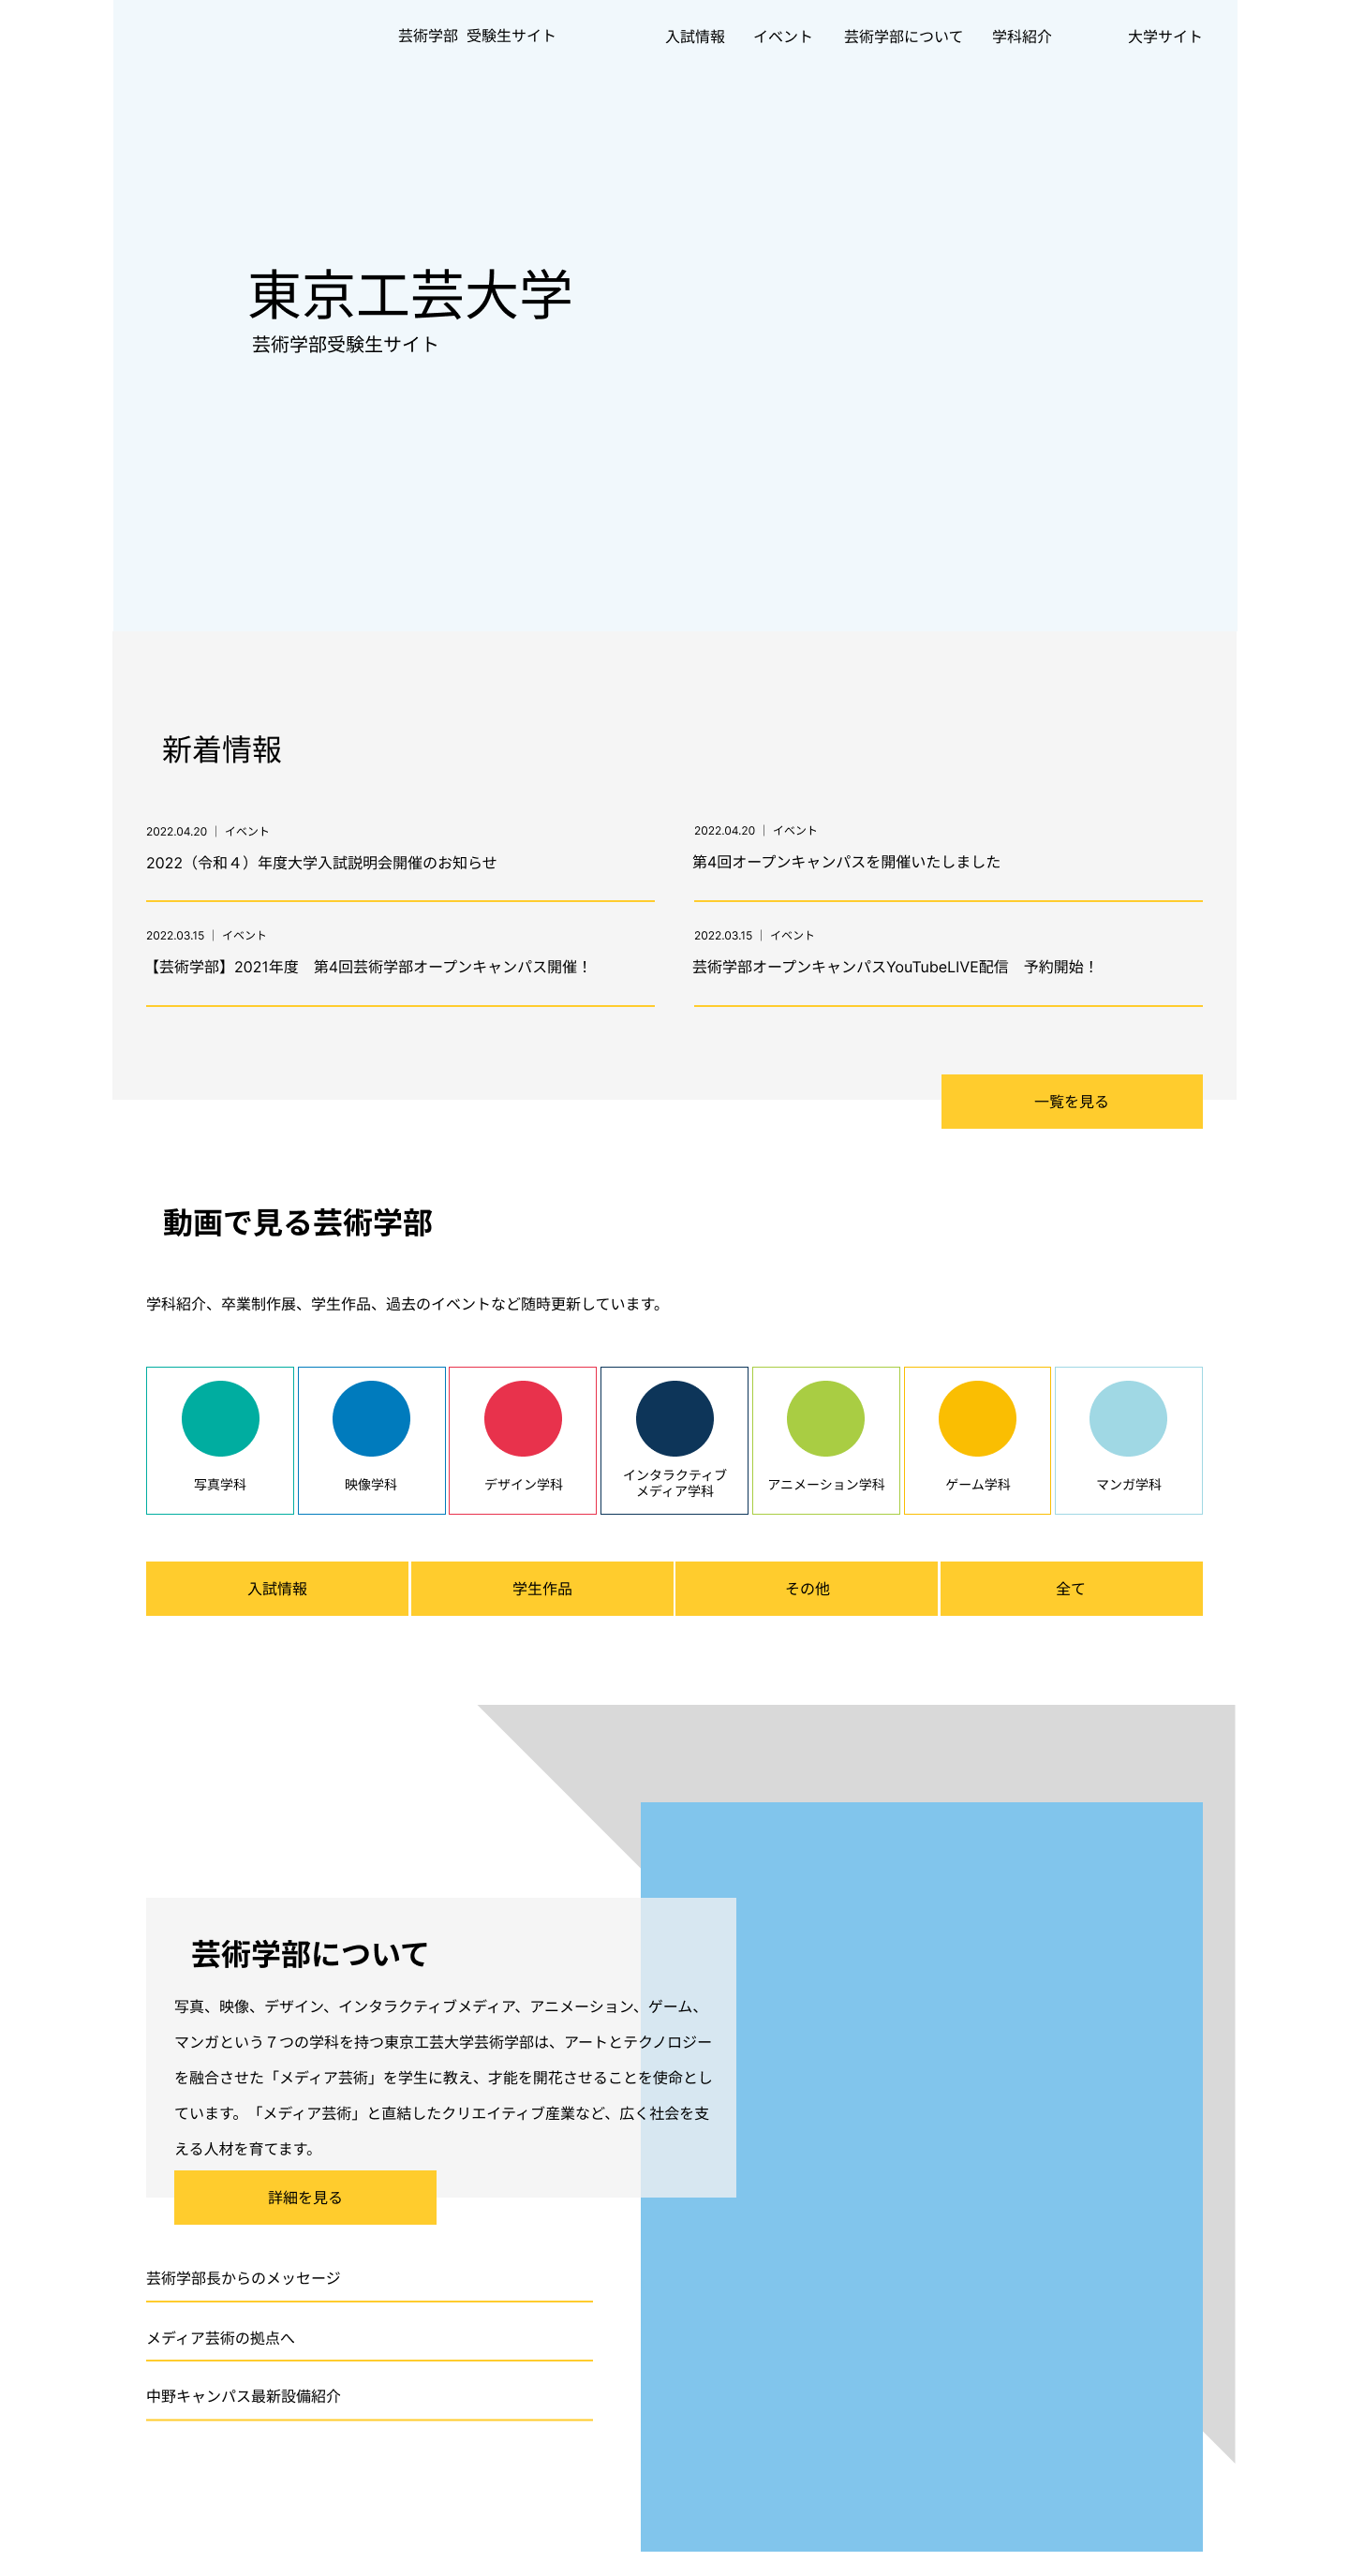 芸術学部 受験生サイト
入試情報 イベント 芸術学部について 学科紹介 大学サイト
東京工芸大学
芸術学部受験生サイト
新着情報
2022.04.20 | イベント
2022（令和４）年度大学入試説明会開催のお知らせ
2022.04.20 | イベント
第4回オープンキャンパスを開催いたしました
2022.03.15 | イベント
【芸術学部】2021年度　第4回芸術学部オープンキャンパス開催！
2022.03.15 | イベント
芸術学部オープンキャンパスYouTubeLIVE配信　予約開始！
一覧を見る
動画で見る芸術学部
学科紹介、卒業制作展、学生作品、過去のイベントなど随時更新しています。
写真学科
映像学科
デザイン学科
インタラクティブ
メディア学科
アニメーション学科
ゲーム学科
マンガ学科
入試情報
学生作品
その他
全て
芸術学部について
写真、映像、デザイン、インタラクティブメディア、アニメーション、ゲーム、
マンガという７つの学科を持つ東京工芸大学芸術学部は、アートとテクノロジー
を融合させた「メディア芸術」を学生に教え、才能を開花させることを使命とし
ています。「メディア芸術」と直結したクリエイティブ産業など、広く社会を支
える人材を育てます。
詳細を見る
芸術学部長からのメッセージ
メディア芸術の拠点へ
中野キャンパス最新設備紹介